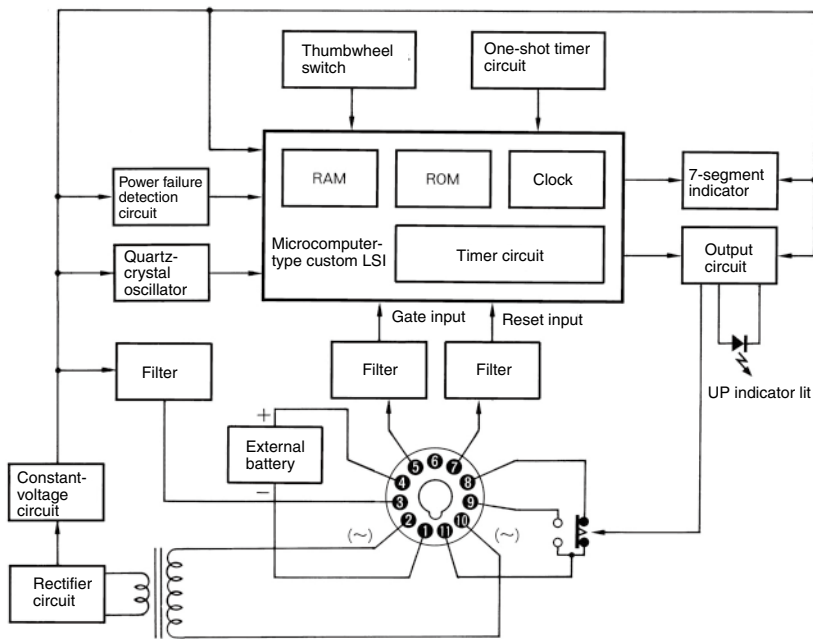 Thumbwheel
switch
One-shot timer
circuit
RAM
ROM
Clock
Microcomputer-
type custom LSI
Timer circuit
Power failure
detection
circuit
Quartz-
crystal
oscillator
7-segment
indicator
Output
circuit
Gate input
Reset input
Filter
Filter
Filter
UP indicator lit
+
External
battery
−
Constant-
voltage
circuit
Rectifier
circuit
(~)
(~)
1
2
3
4
5
6
7
8
9
10
11